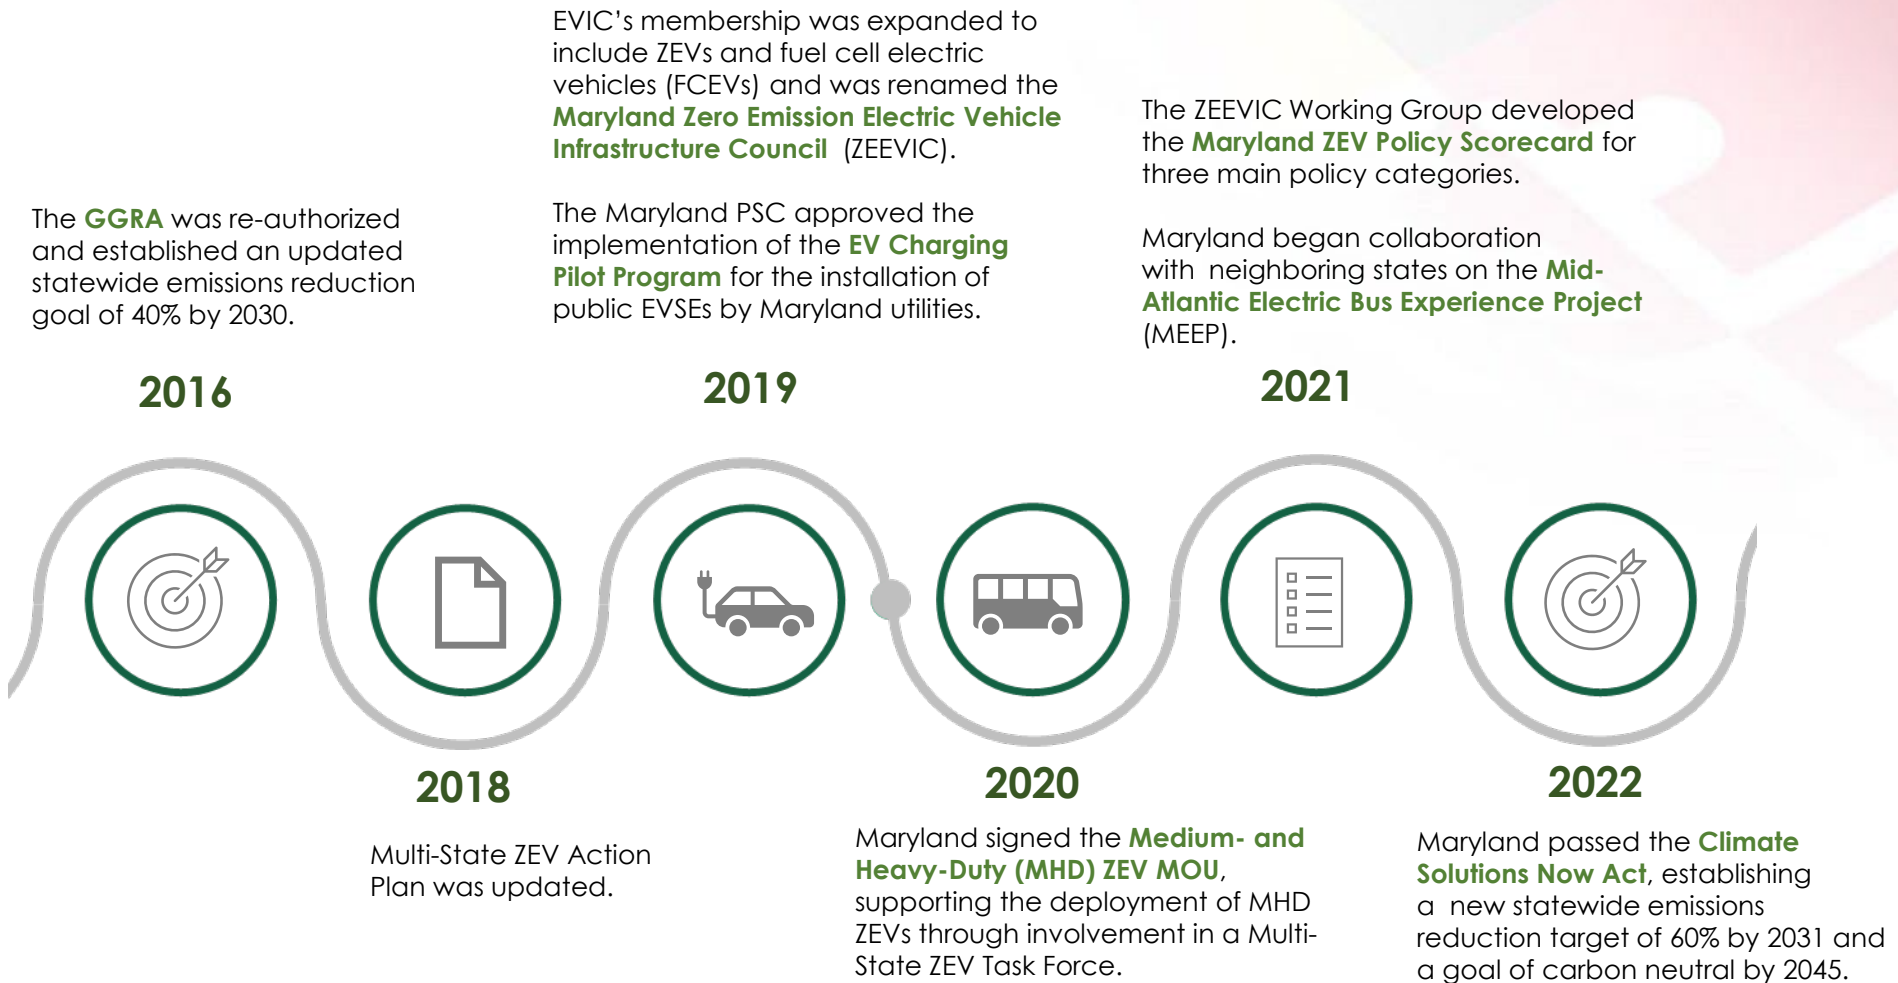 The GGRA was re-authorized
and established an updated
statewide emissions reduction
goal of 40% by 2030.
2016
Multi-State ZEV Action
Plan was updated.
2018
EVIC’s membership was expanded to
include ZEVs and fuel cell electric
vehicles (FCEVs) and was renamed the
Maryland Zero Emission Electric Vehicle
Infrastructure Council (ZEEVIC).
The Maryland PSC approved the
implementation of the EV Charging
Pilot Program for the installation of
public EVSEs by Maryland utilities.
2019
2020
Maryland signed the Medium- and
Heavy-Duty (MHD) ZEV MOU,
supporting the deployment of MHD
ZEVs through involvement in a Multi-
State ZEV Task Force.
The ZEEVIC Working Group developed
the Maryland ZEV Policy Scorecard for
three main policy categories.
Maryland began collaboration
with neighboring states on the Mid-
Atlantic Electric Bus Experience Project
(MEEP).
2021
2022
Maryland passed the Climate
Solutions Now Act, establishing
a new statewide emissions
reduction target of 60% by 2031 and
a goal of carbon neutral by 2045.